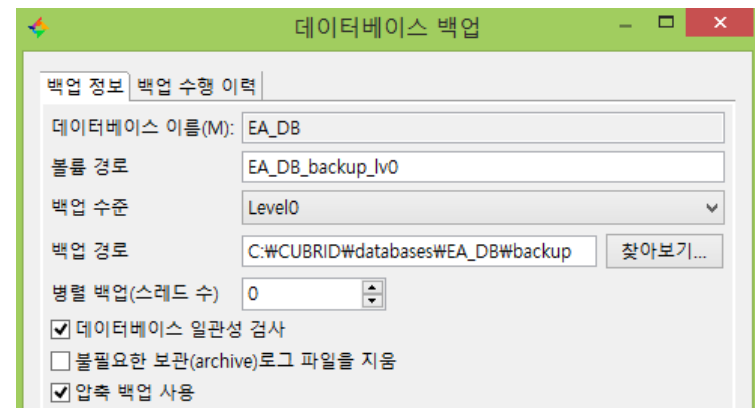 데이터베이스 백업
백업 정보 백업 수행 이력
데이터베이스 이름(M): EA_DB
볼륨 경로 EA_DB_backup_lv0
백업 수준 Level0
백업 경로 C:₩CUBRID₩databases₩EA_DB₩backup 찾아보기...
병렬 백업(스레드 수) 0
데이터베이스 일관성 검사
불필요한 보관(archive)로그 파일을 지움
압축 백업 사용